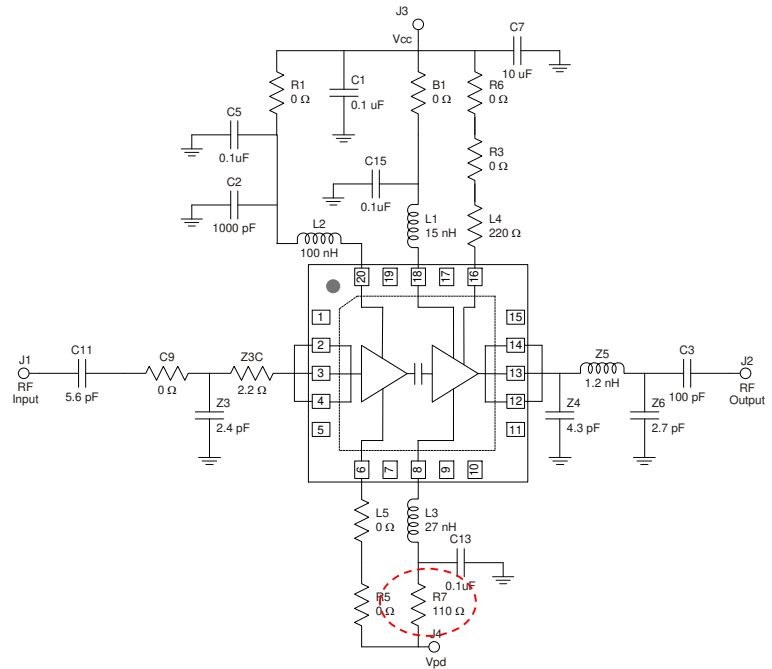 J3
Vcc
C7
10 uF
R1
0 Ω
C1
0.1 uF
B1
0 Ω
R6
0 Ω
C5
0.1uF
R3
0 Ω
C15
0.1uF
C2
1000 pF
L2
100 nH
L1
15 nH
L4
220 Ω
20
19
18
17
16
1
15
2
14
3
13
4
12
5
11
J1
RF
Input
C11
5.6 pF
C9
0 Ω
Z3C
2.2 Ω
Z3
2.4 pF
Z5
1.2 nH
C3
100 pF
J2
RF
Output
Z4
4.3 pF
Z6
2.7 pF
6
7
8
9
10
L5
0 Ω
L3
27 nH
C13
0.1uF
R5
0 Ω
R7
110 Ω
J4
Vpd